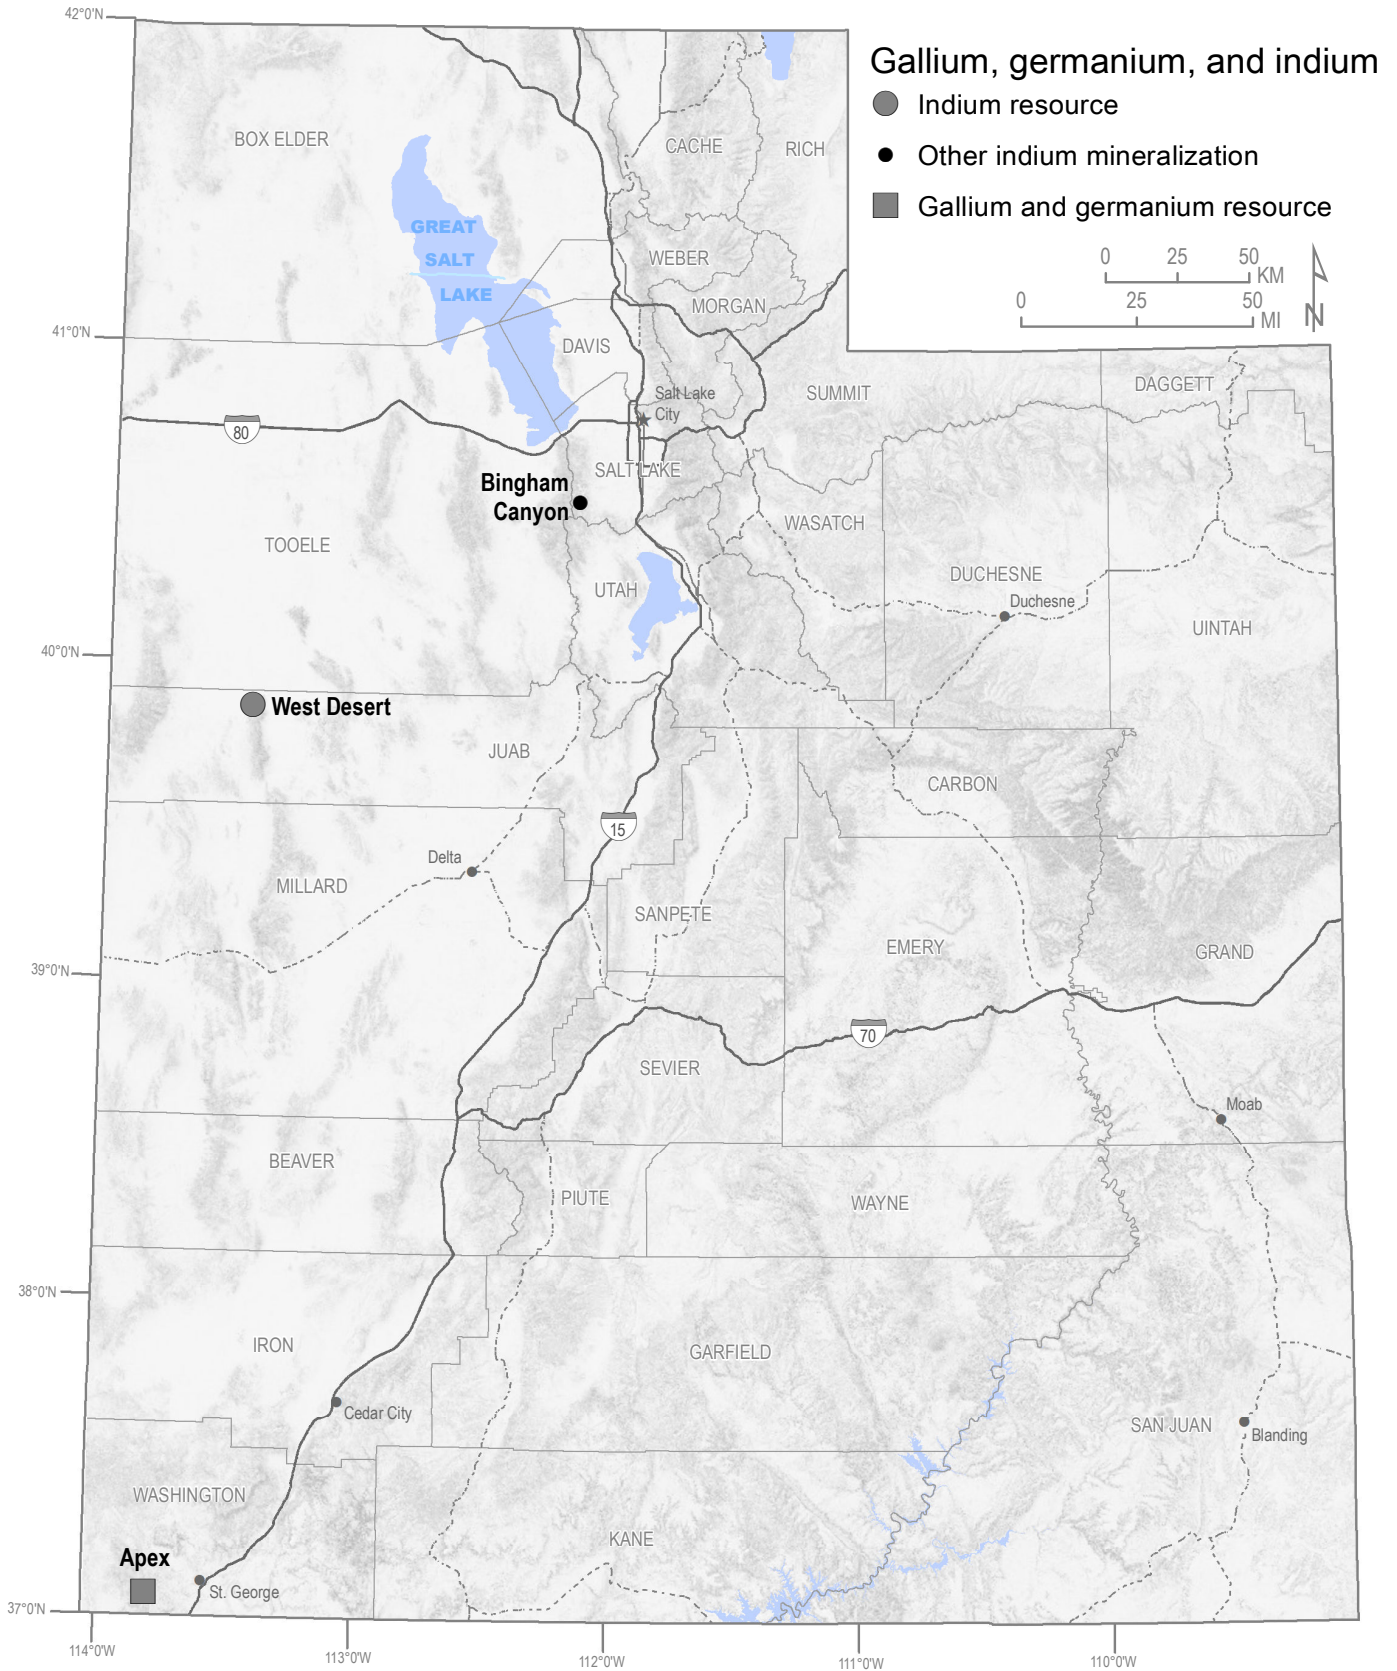 42°0'N
Gallium, germanium, and indium
Indium resource
Other indium mineralization
Gallium and germanium resource
0 25 50
KM
0 25 50
MI
N
BOX ELDER
CACHE
RICH
GREAT
SALT
LAKE
WEBER
MORGAN
41°0'N
DAVIS
SUMMIT
DAGGETT
Salt Lake
City
80
SALT LAKE
Bingham
Canyon
WASATCH
TOOELE
DUCHESNE
Duchesne
UTAH
UINTAH
40°0'N
West Desert
JUAB
CARBON
15
Delta
MILLARD
SANPETE
EMERY
GRAND
39°0'N
70
SEVIER
Moab
BEAVER
PIUTE
WAYNE
38°0'N
IRON
GARFIELD
Cedar City
SAN JUAN
Blanding
WASHINGTON
KANE
Apex
St. George
37°0'N
114°0'W
113°0'W
112°0'W
111°0'W
110°0'W